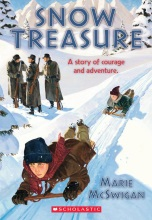 SNOW
TREASURE
A story of courage
and adventure.
MARIE
McSWIGAN
SCHOLASTIC